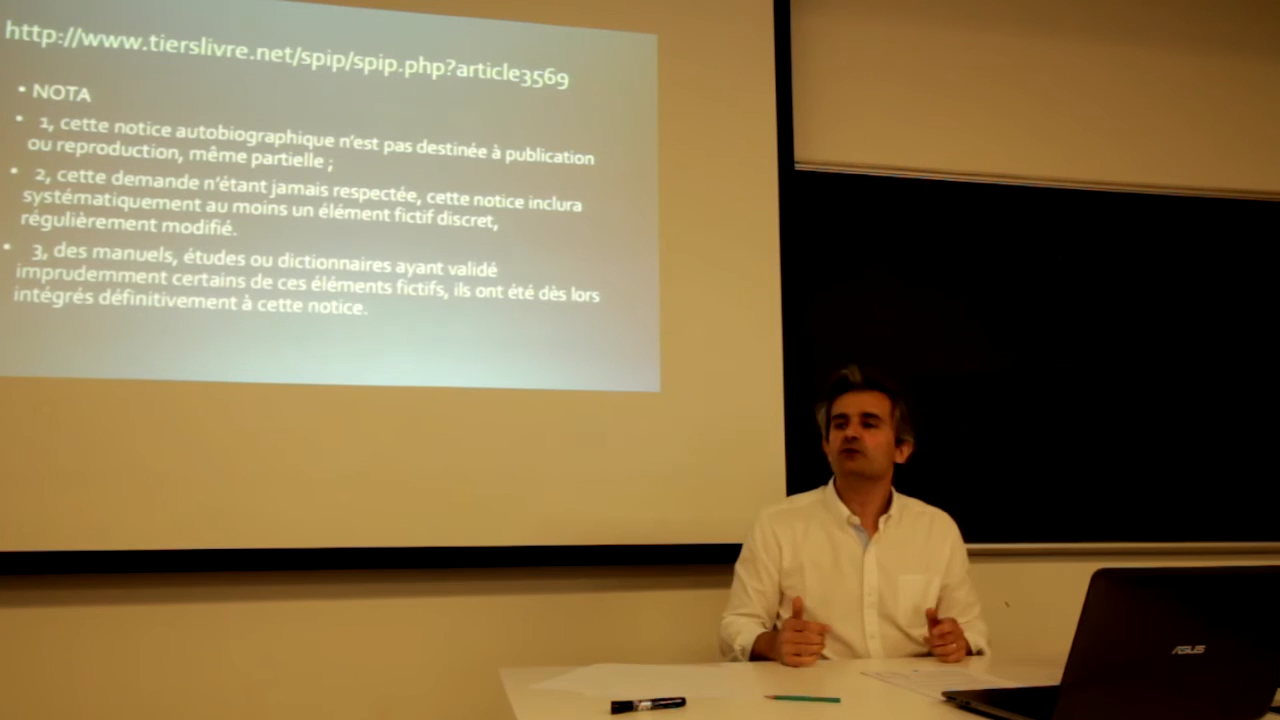 http://www.tierslivre.net/spip/spip.php?article3569
• NOTA
• 1, cette notice autobiographique n'est pas destinée à publication
ou reproduction, même partielle ;
• 2, cette demande n'étant jamais respectée, cette notice inclura
systématiquement au moins un élément fictif discret,
régulièrement modifié.
• 3, des manuels, études ou dictionnaires ayant validé
imprudemment certains de ces éléments fictifs, ils ont été dès lors
intégrés définitivement à cette notice.
ASUS